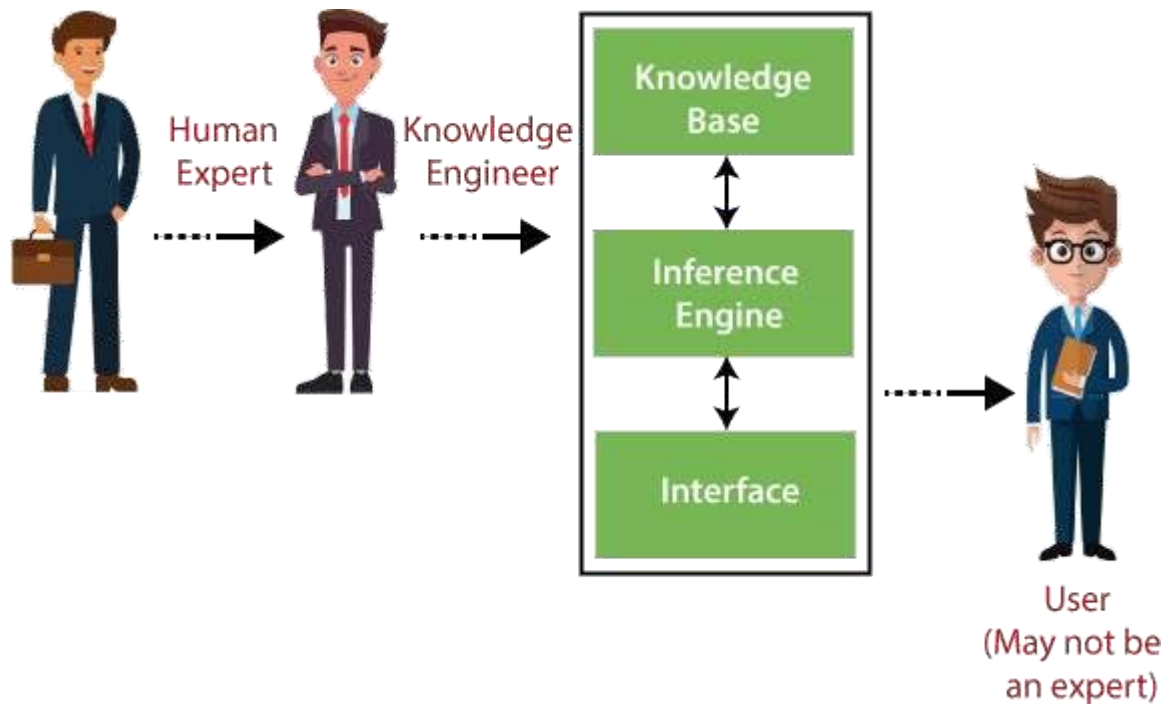 Human
Expert
Knowledge
Engineer
Knowledge
Base
Inference
Engine
Interface
User
(May not be
an expert)